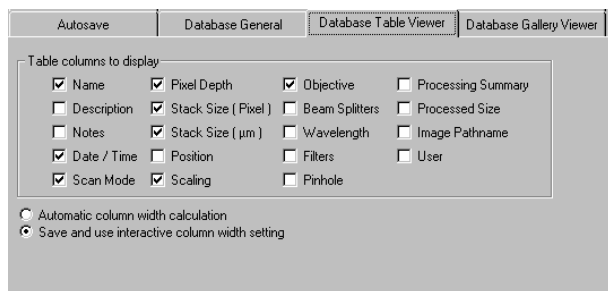 Autosave Database General Database Table Viewer Database Gallery Viewer
Table columns to display
Name Pixel Depth Objective Processing Summary
Description Stack Size ( Pixel ) Beam Splitters Processed Size
Notes Stack Size ( µm ) Wavelength Image Pathname
Date / Time Position Filters User
Scan Mode Scaling Pinhole
Automatic column width calculation
Save and use interactive column width setting